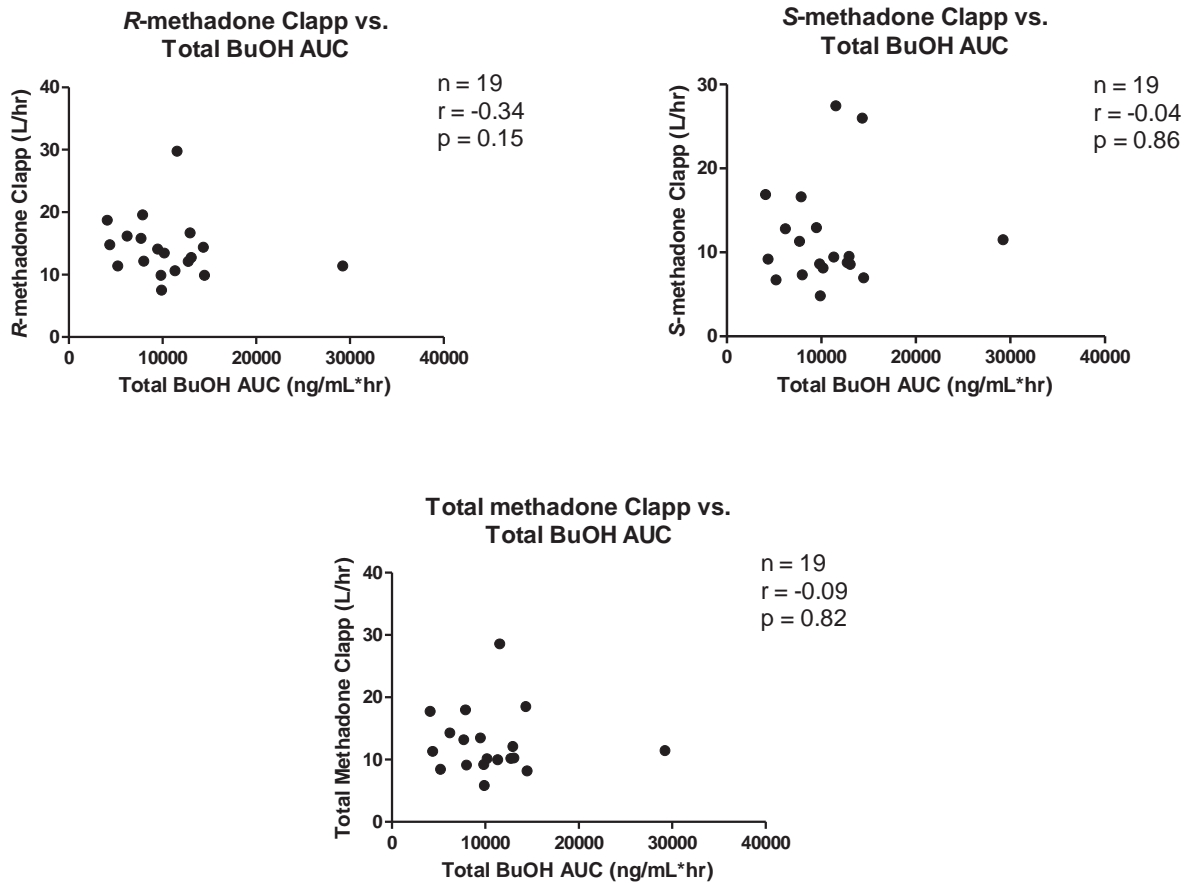 R-methadone Clapp vs.
Total BuOH AUC
n = 19
r = -0.34
p = 0.15
R-methadone Clapp (L/hr)
40
30
20
10
0
0 10000 20000 30000 40000
Total BuOH AUC (ng/mL*hr)
S-methadone Clapp vs.
Total BuOH AUC
n = 19
r = -0.04
p = 0.86
S-methadone Clapp (L/hr)
30
20
10
0
0 10000 20000 30000 40000
Total BuOH AUC (ng/mL*hr)
Total methadone Clapp vs.
Total BuOH AUC
n = 19
r = -0.09
p = 0.82
Total Methadone Clapp (L/hr)
40
30
20
10
0
0 10000 20000 30000 40000
Total BuOH AUC (ng/mL*hr)